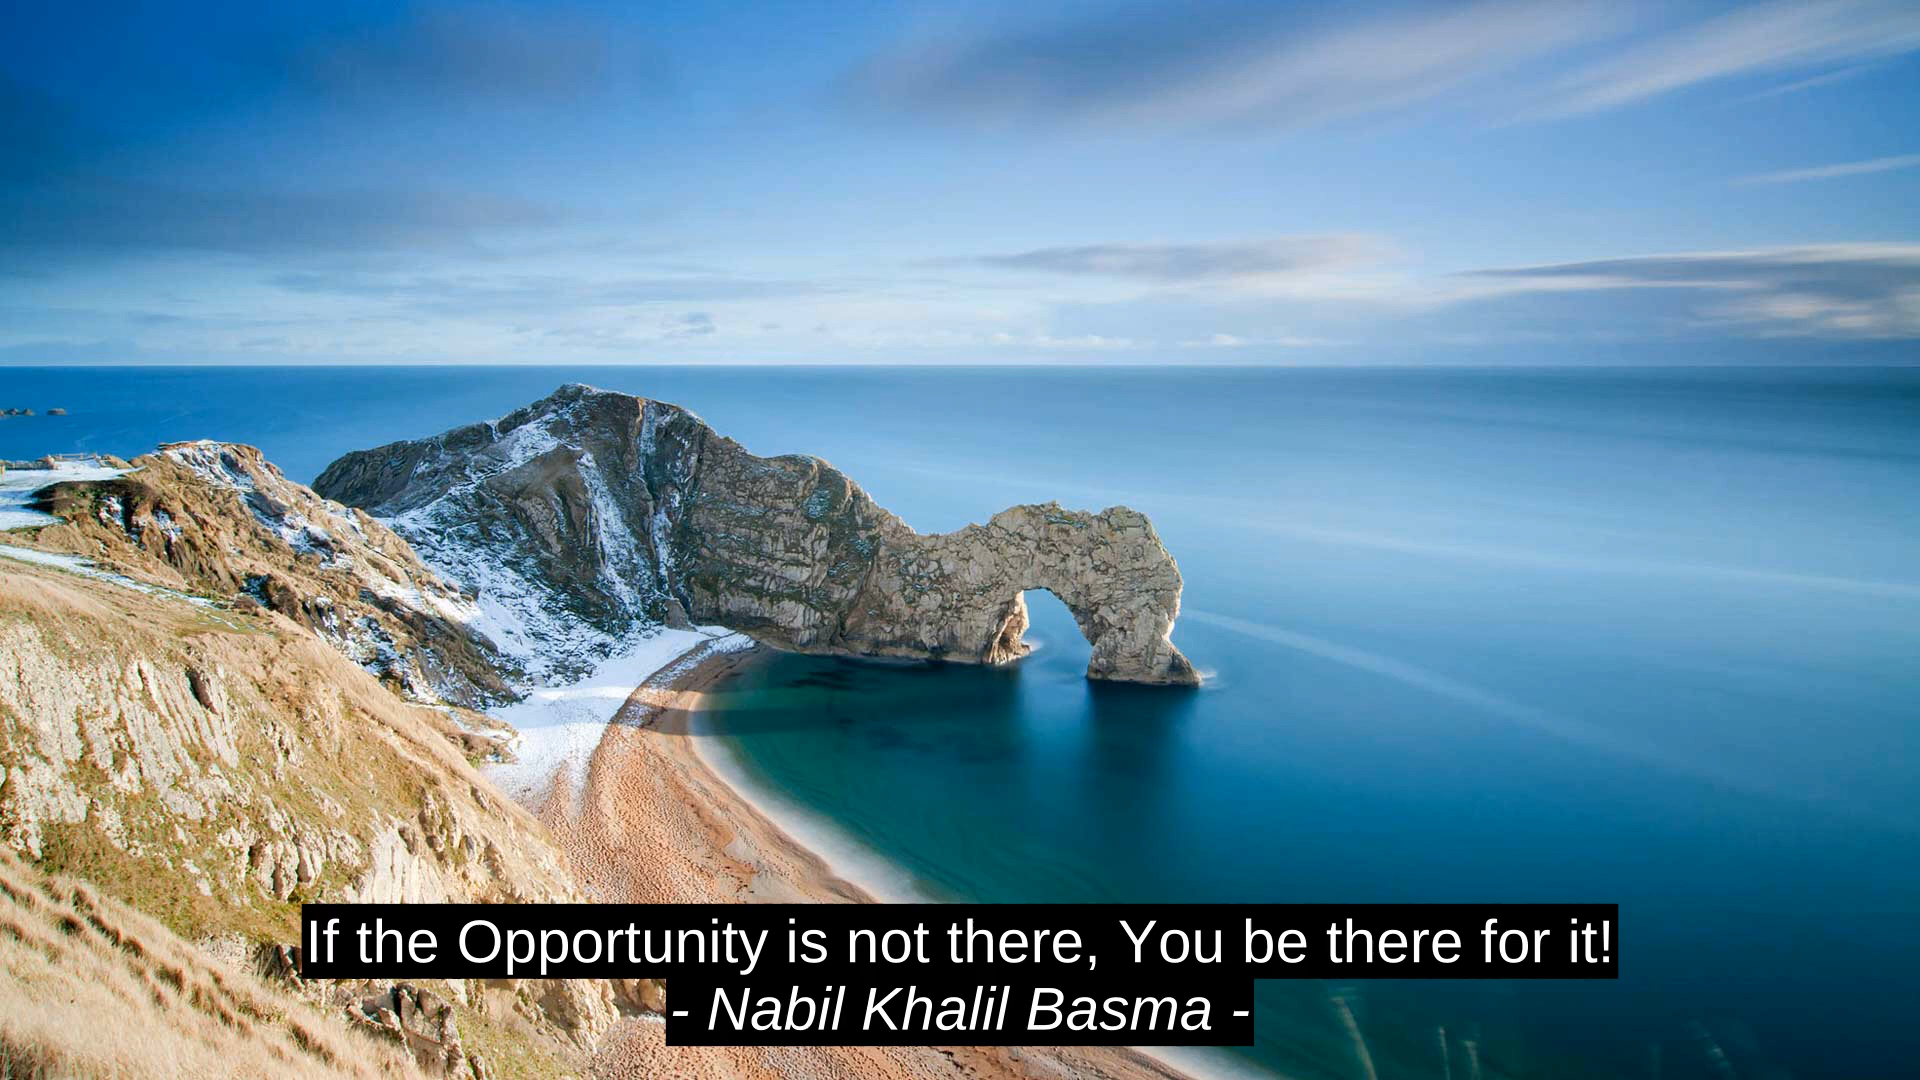 If the Opportunity is not there, You be there for it!
- Nabil Khalil Basma -